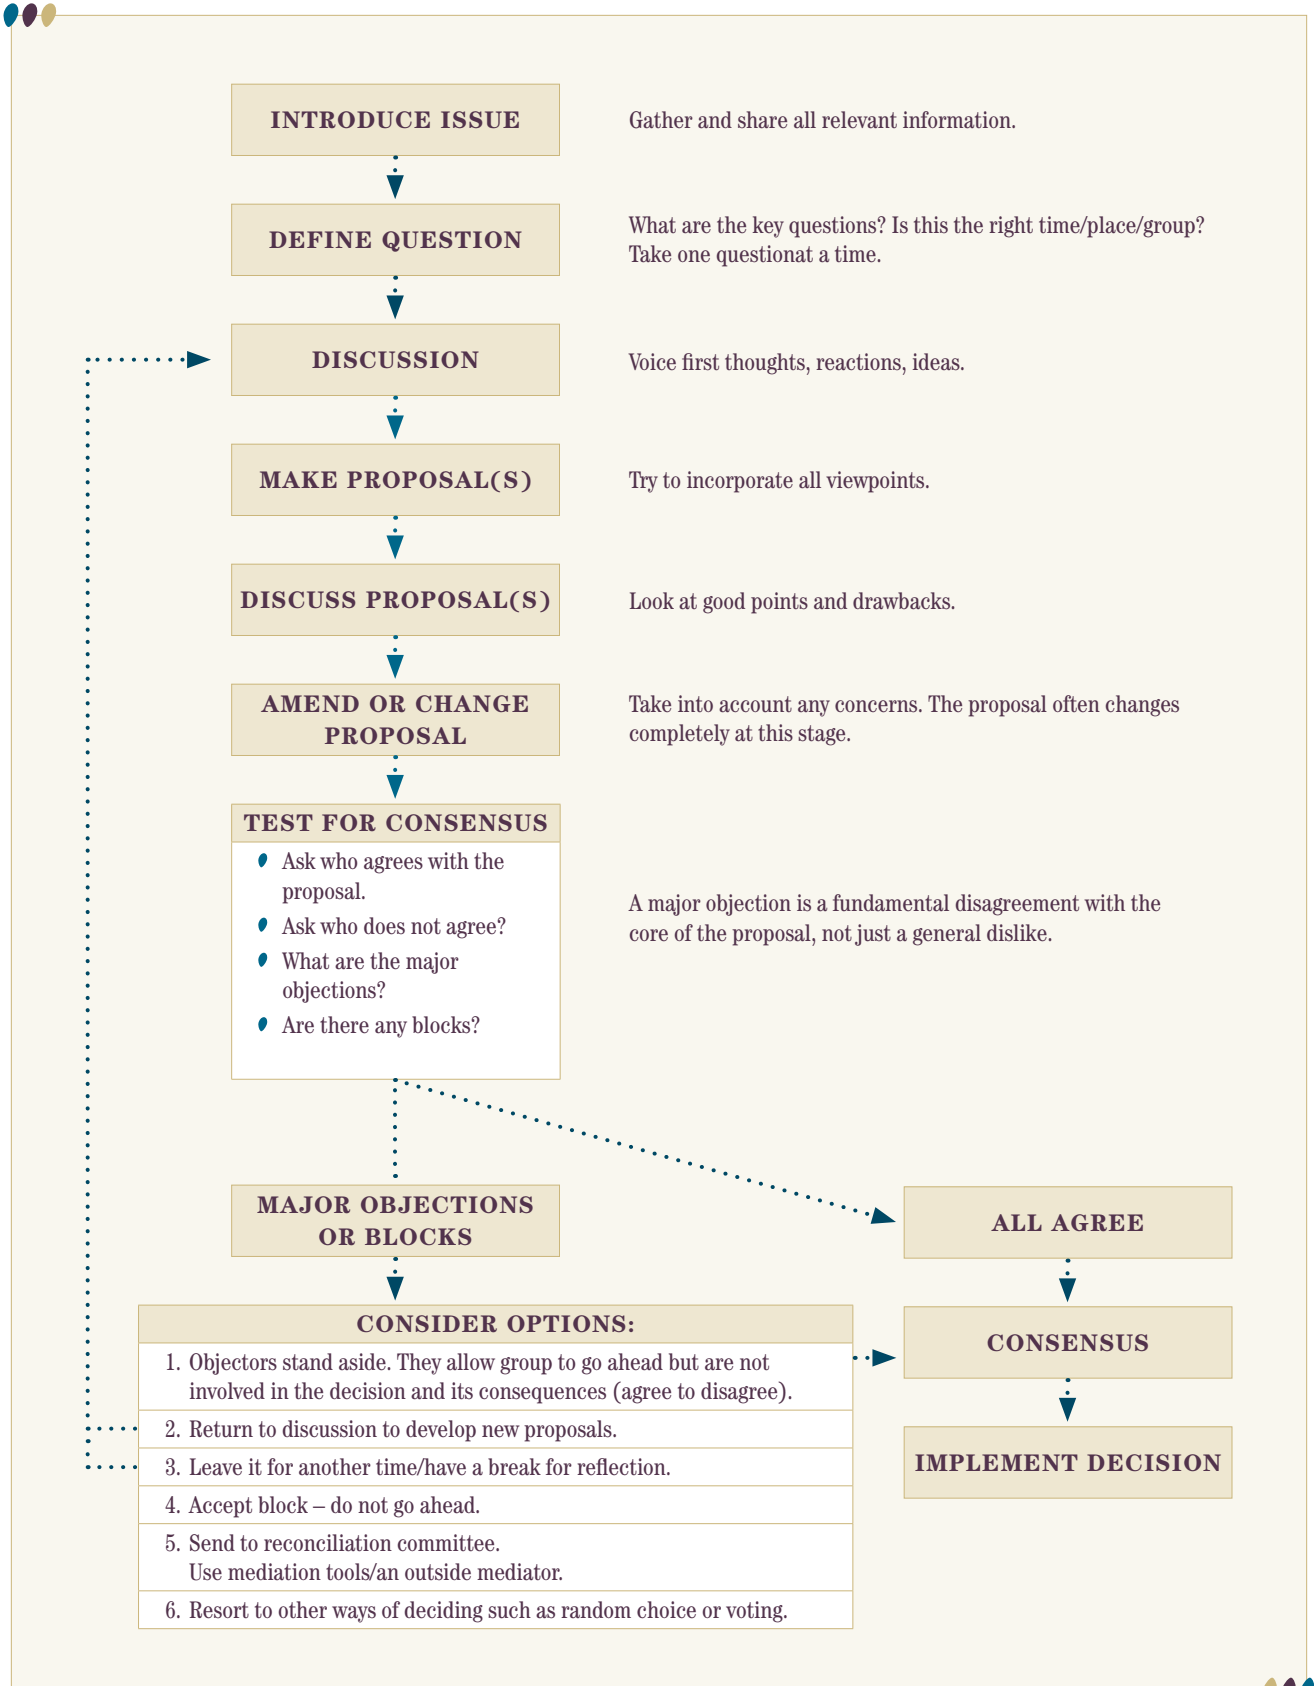 INTRODUCE ISSUE
Gather and share all relevant information.
DEFINE QUESTION
What are the key questions? Is this the right time/place/group?
Take one questionat a time.
DISCUSSION
Voice first thoughts, reactions, ideas.
MAKE PROPOSAL(S)
Try to incorporate all viewpoints.
DISCUSS PROPOSAL(S)
Look at good points and drawbacks.
AMEND OR CHANGE
PROPOSAL
Take into account any concerns. The proposal often changes
completely at this stage.
TEST FOR CONSENSUS
Ask who agrees with the
proposal.
Ask who does not agree?
What are the major
objections?
Are there any blocks?
A major objection is a fundamental disagreement with the
core of the proposal, not just a general dislike.
MAJOR OBJECTIONS
OR BLOCKS
ALL AGREE
CONSIDER OPTIONS:
1. Objectors stand aside. They allow group to go ahead but are not
involved in the decision and its consequences (agree to disagree).
2. Return to discussion to develop new proposals.
3. Leave it for another time/have a break for reflection.
4. Accept block – do not go ahead.
5. Send to reconciliation committee.
Use mediation tools/an outside mediator.
6. Resort to other ways of deciding such as random choice or voting.
CONSENSUS
IMPLEMENT DECISION